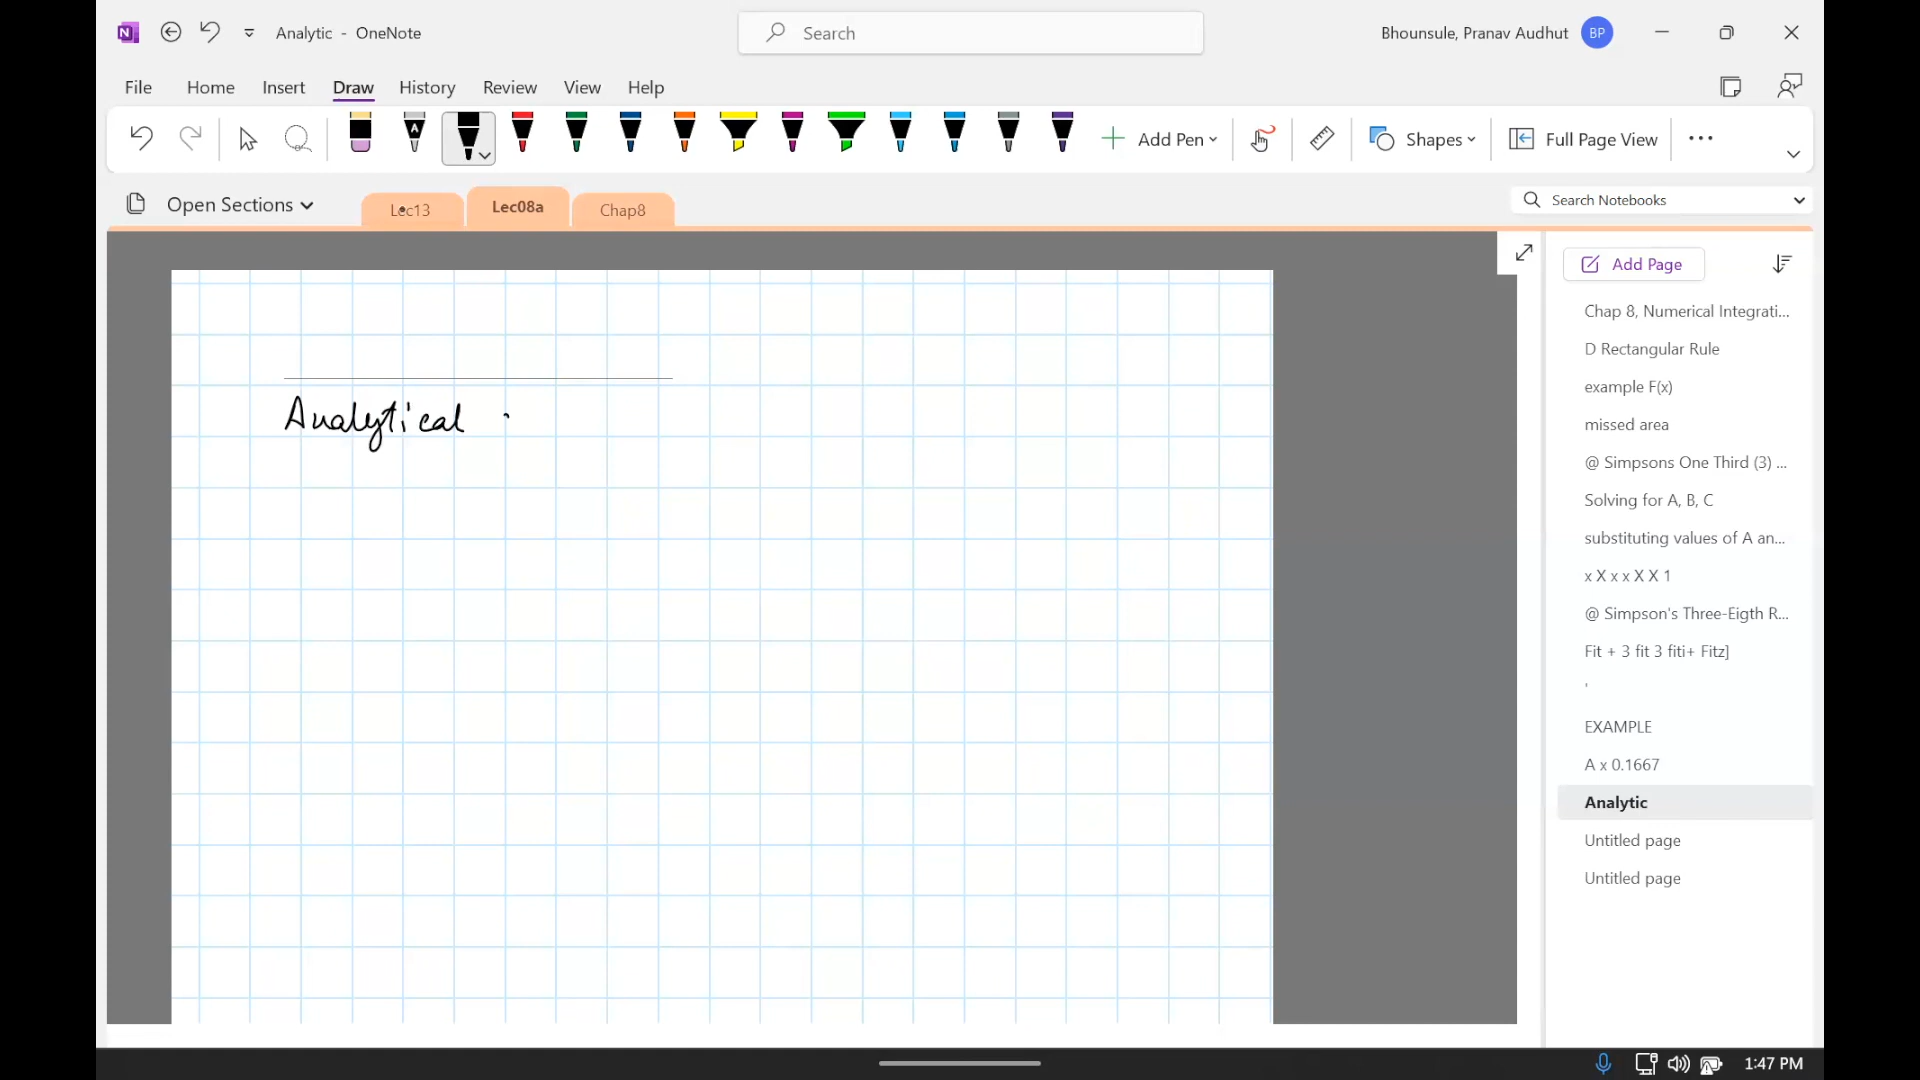 Analytic - OneNote
Search
Bhounsule, Pranav Audhut
BP
File Home Insert Draw History Review View Help
Add Pen
Shapes
Full Page View
Open Sections
Lec13
Lec08a
Chap8
Search Notebooks
Analytical
Add Page
Chap 8, Numerical Integrati...
D Rectangular Rule
example F(x)
missed area
@ Simpsons One Third (3) ...
Solving for A, B, C
substituting values of A an...
x X x x X X 1
@ Simpson's Three-Eigth R...
Fit + 3 fit 3 fiti+ Fitz]
'
EXAMPLE
A x 0.1667
Analytic
Untitled page
Untitled page
1:47 PM